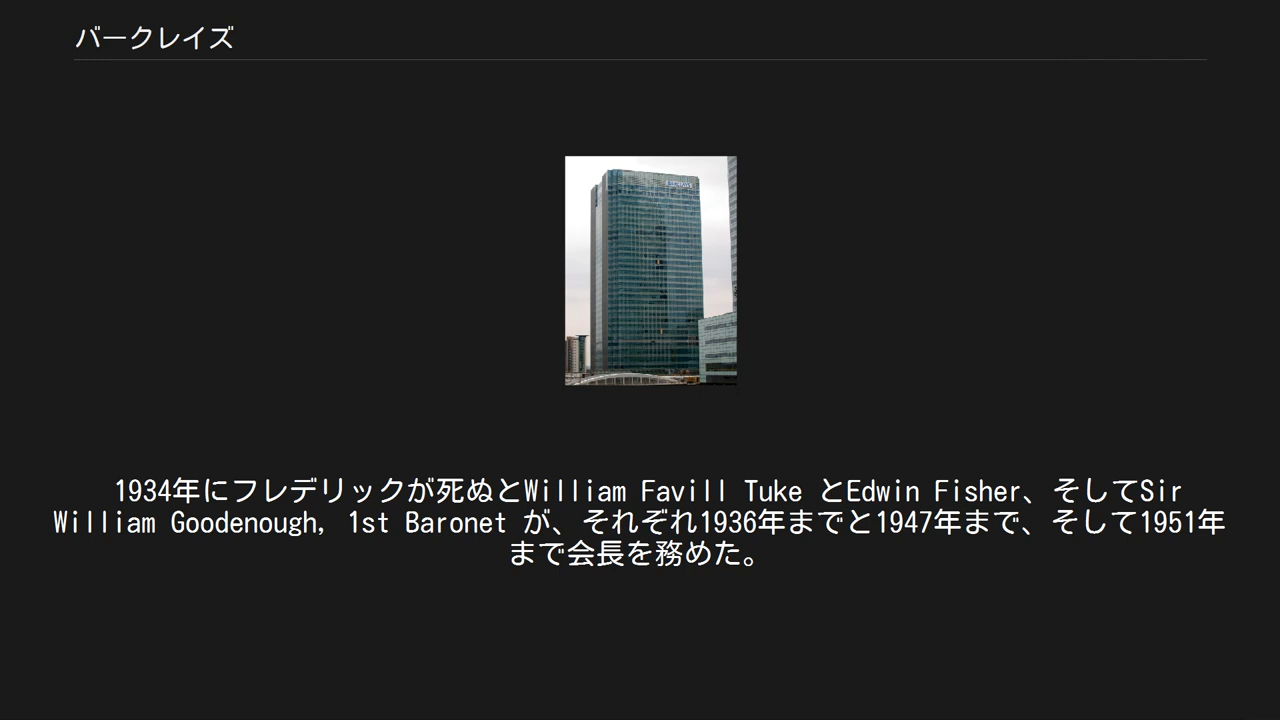 バークレイズ
1934年にフレデリックが死ぬとWilliam Favill Tuke とEdwin Fisher、そしてSir
William Goodenough, 1st Baronet が、それぞれ1936年までと1947年まで、そして1951年
まで会長を務めた。